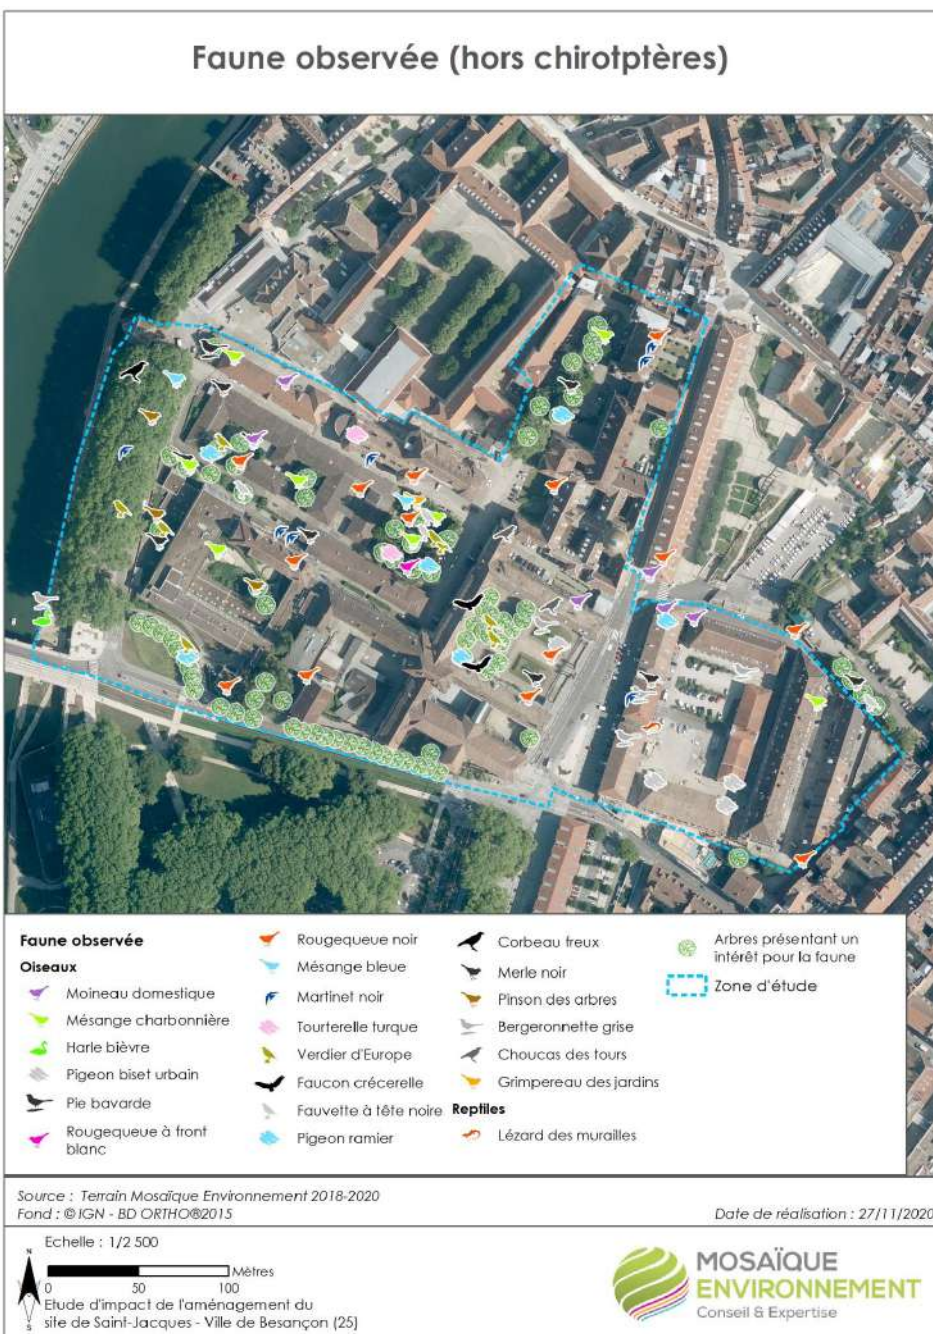 Faune observée (hors chirotptères)
Faune observée
Oiseaux
Moineau domestique
Mésange charbonnière
Harle bièvre
Pigeon biset urbain
Pie bavarde
Rougequeue à front
blanc
Rougequeue noir
Mésange bleue
Martinet noir
Tourterelle turque
Verdier d'Europe
Faucon crécerelle
Fauvette à tête noire
Pigeon ramier
Corbeau freux
Merle noir
Pinson des arbres
Bergeronnette grise
Choucas des tours
Grimpereau des jardins
Reptiles
Lézard des murailles
Arbres présentant un
intérêt pour la faune
Zone d'étude
Source : Terrain Mosaïque Environnement 2018-2020
Fond : © IGN - BD ORTHO®2015
Date de réalisation : 27/11/2020
Echelle : 1/2 500
N
Mètres
0 50 100
S
Etude d'impact de l'aménagement du
site de Saint-Jacques - Ville de Besançon (25)
MOSAÏQUE
ENVIRONNEMENT
Conseil & Expertise